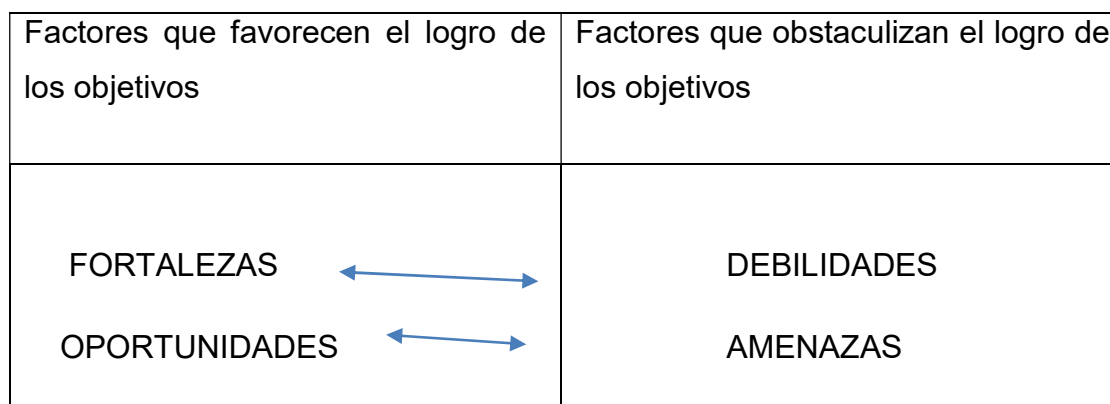 Factores que favorecen el logro de
los objetivos
Factores que obstaculizan el logro de
los objetivos
FORTALEZAS
DEBILIDADES
OPORTUNIDADES
AMENAZAS